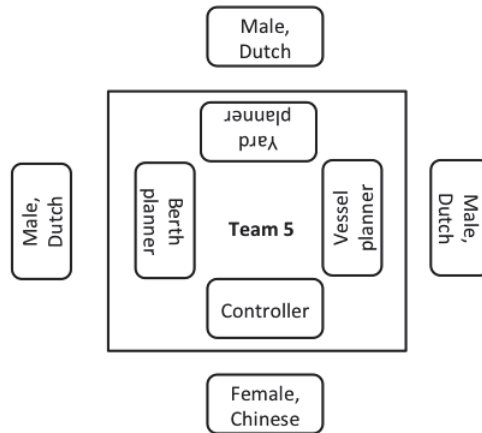 Male,
Dutch
Yard
planner
Male,
Dutch
Berth
planner
Team 5
Vessel
planner
Male,
Dutch
Controller
Female,
Chinese